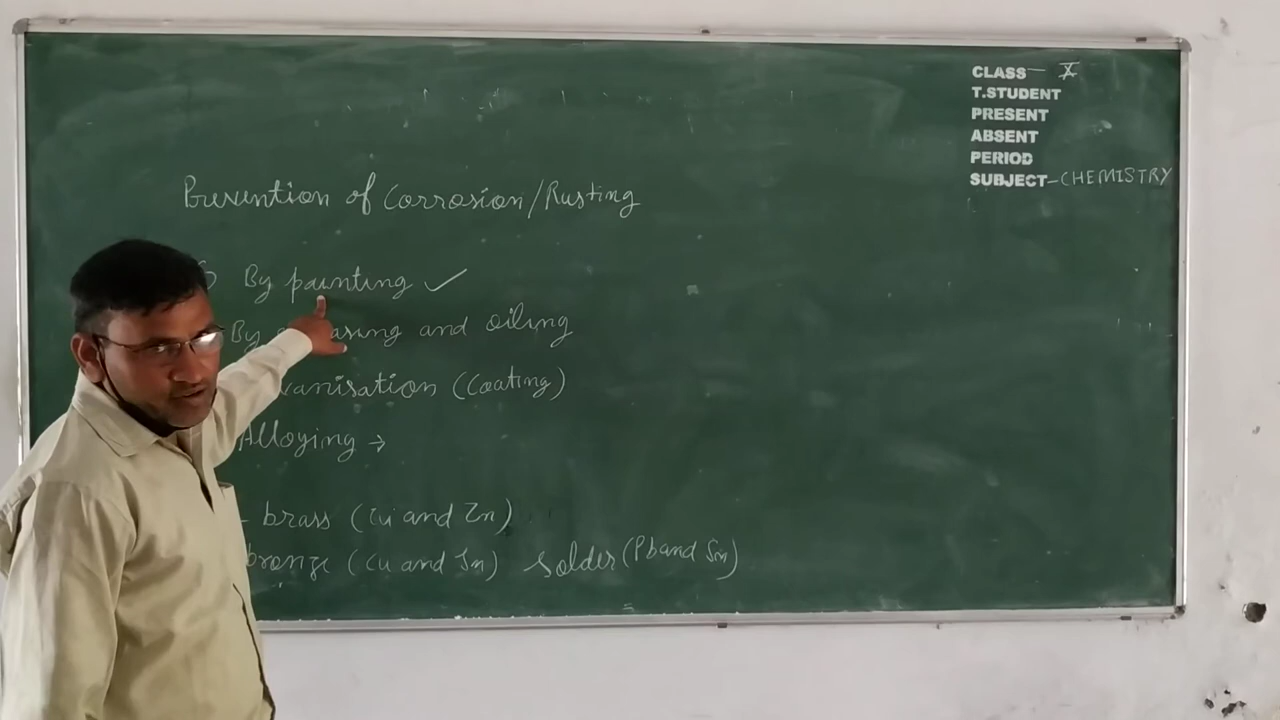 CLASS — X
T.STUDENT
PRESENT
ABSENT
PERIOD
SUBJECT - CHEMISTRY
Prevention of Corrosion/Rusting
By painting ✓
By and oiling
(Coating)
Alloying →
- brass (Cu and Zn)
bronze (Cu and Sn) solder (Pb and Sn)